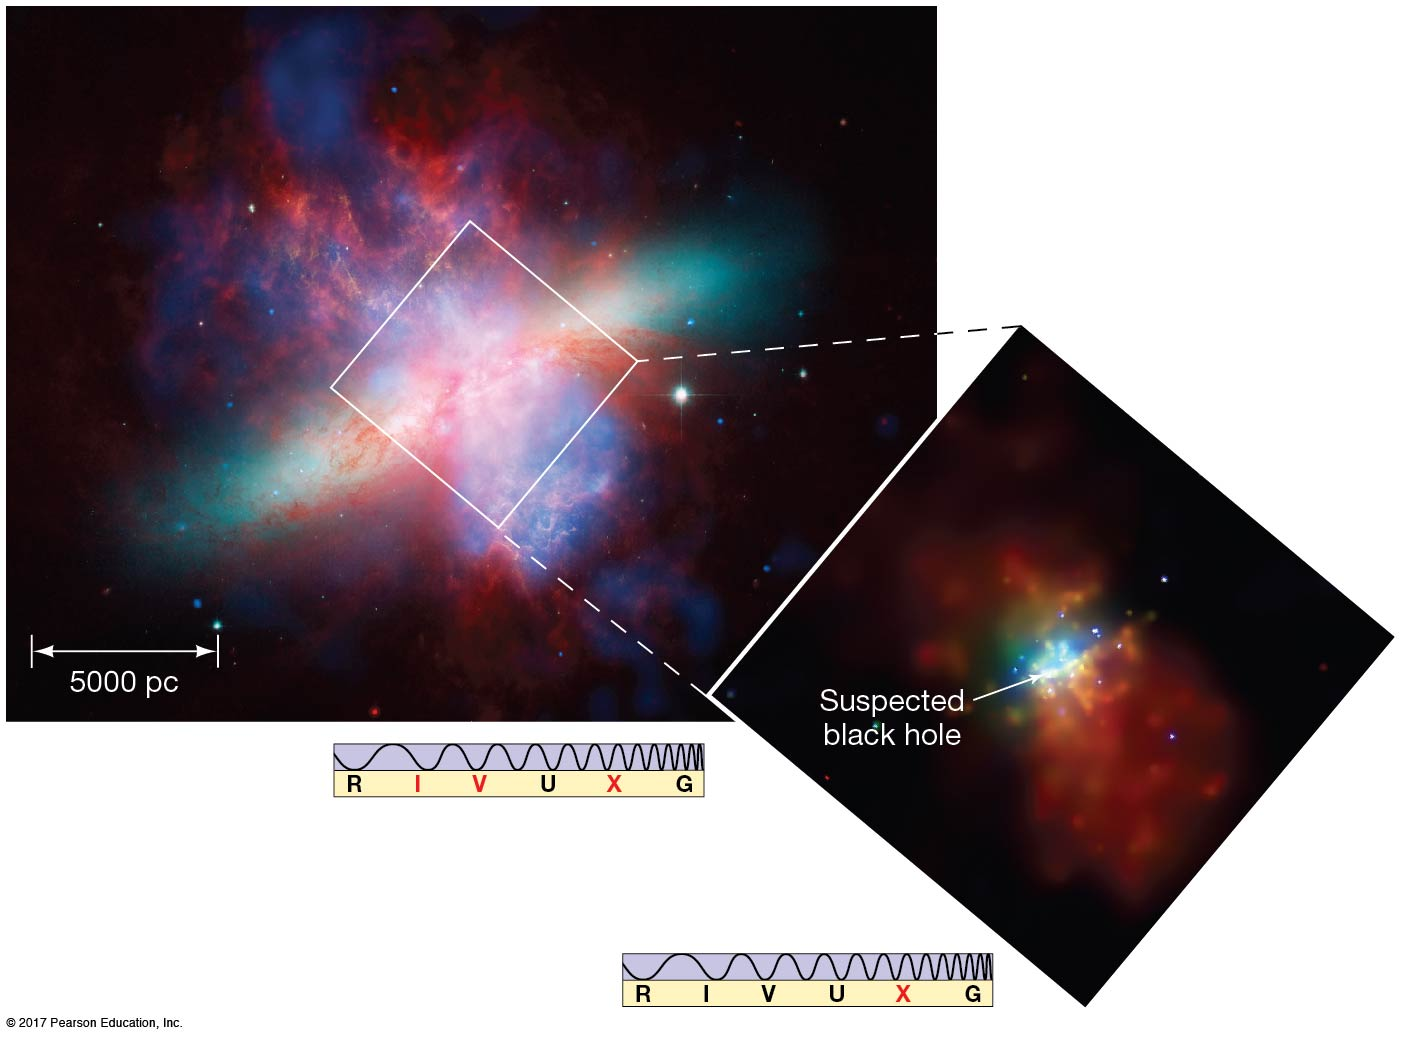 5000 pc
Suspected
black hole
R I V U X G
R I V U X G
© 2017 Pearson Education, Inc.